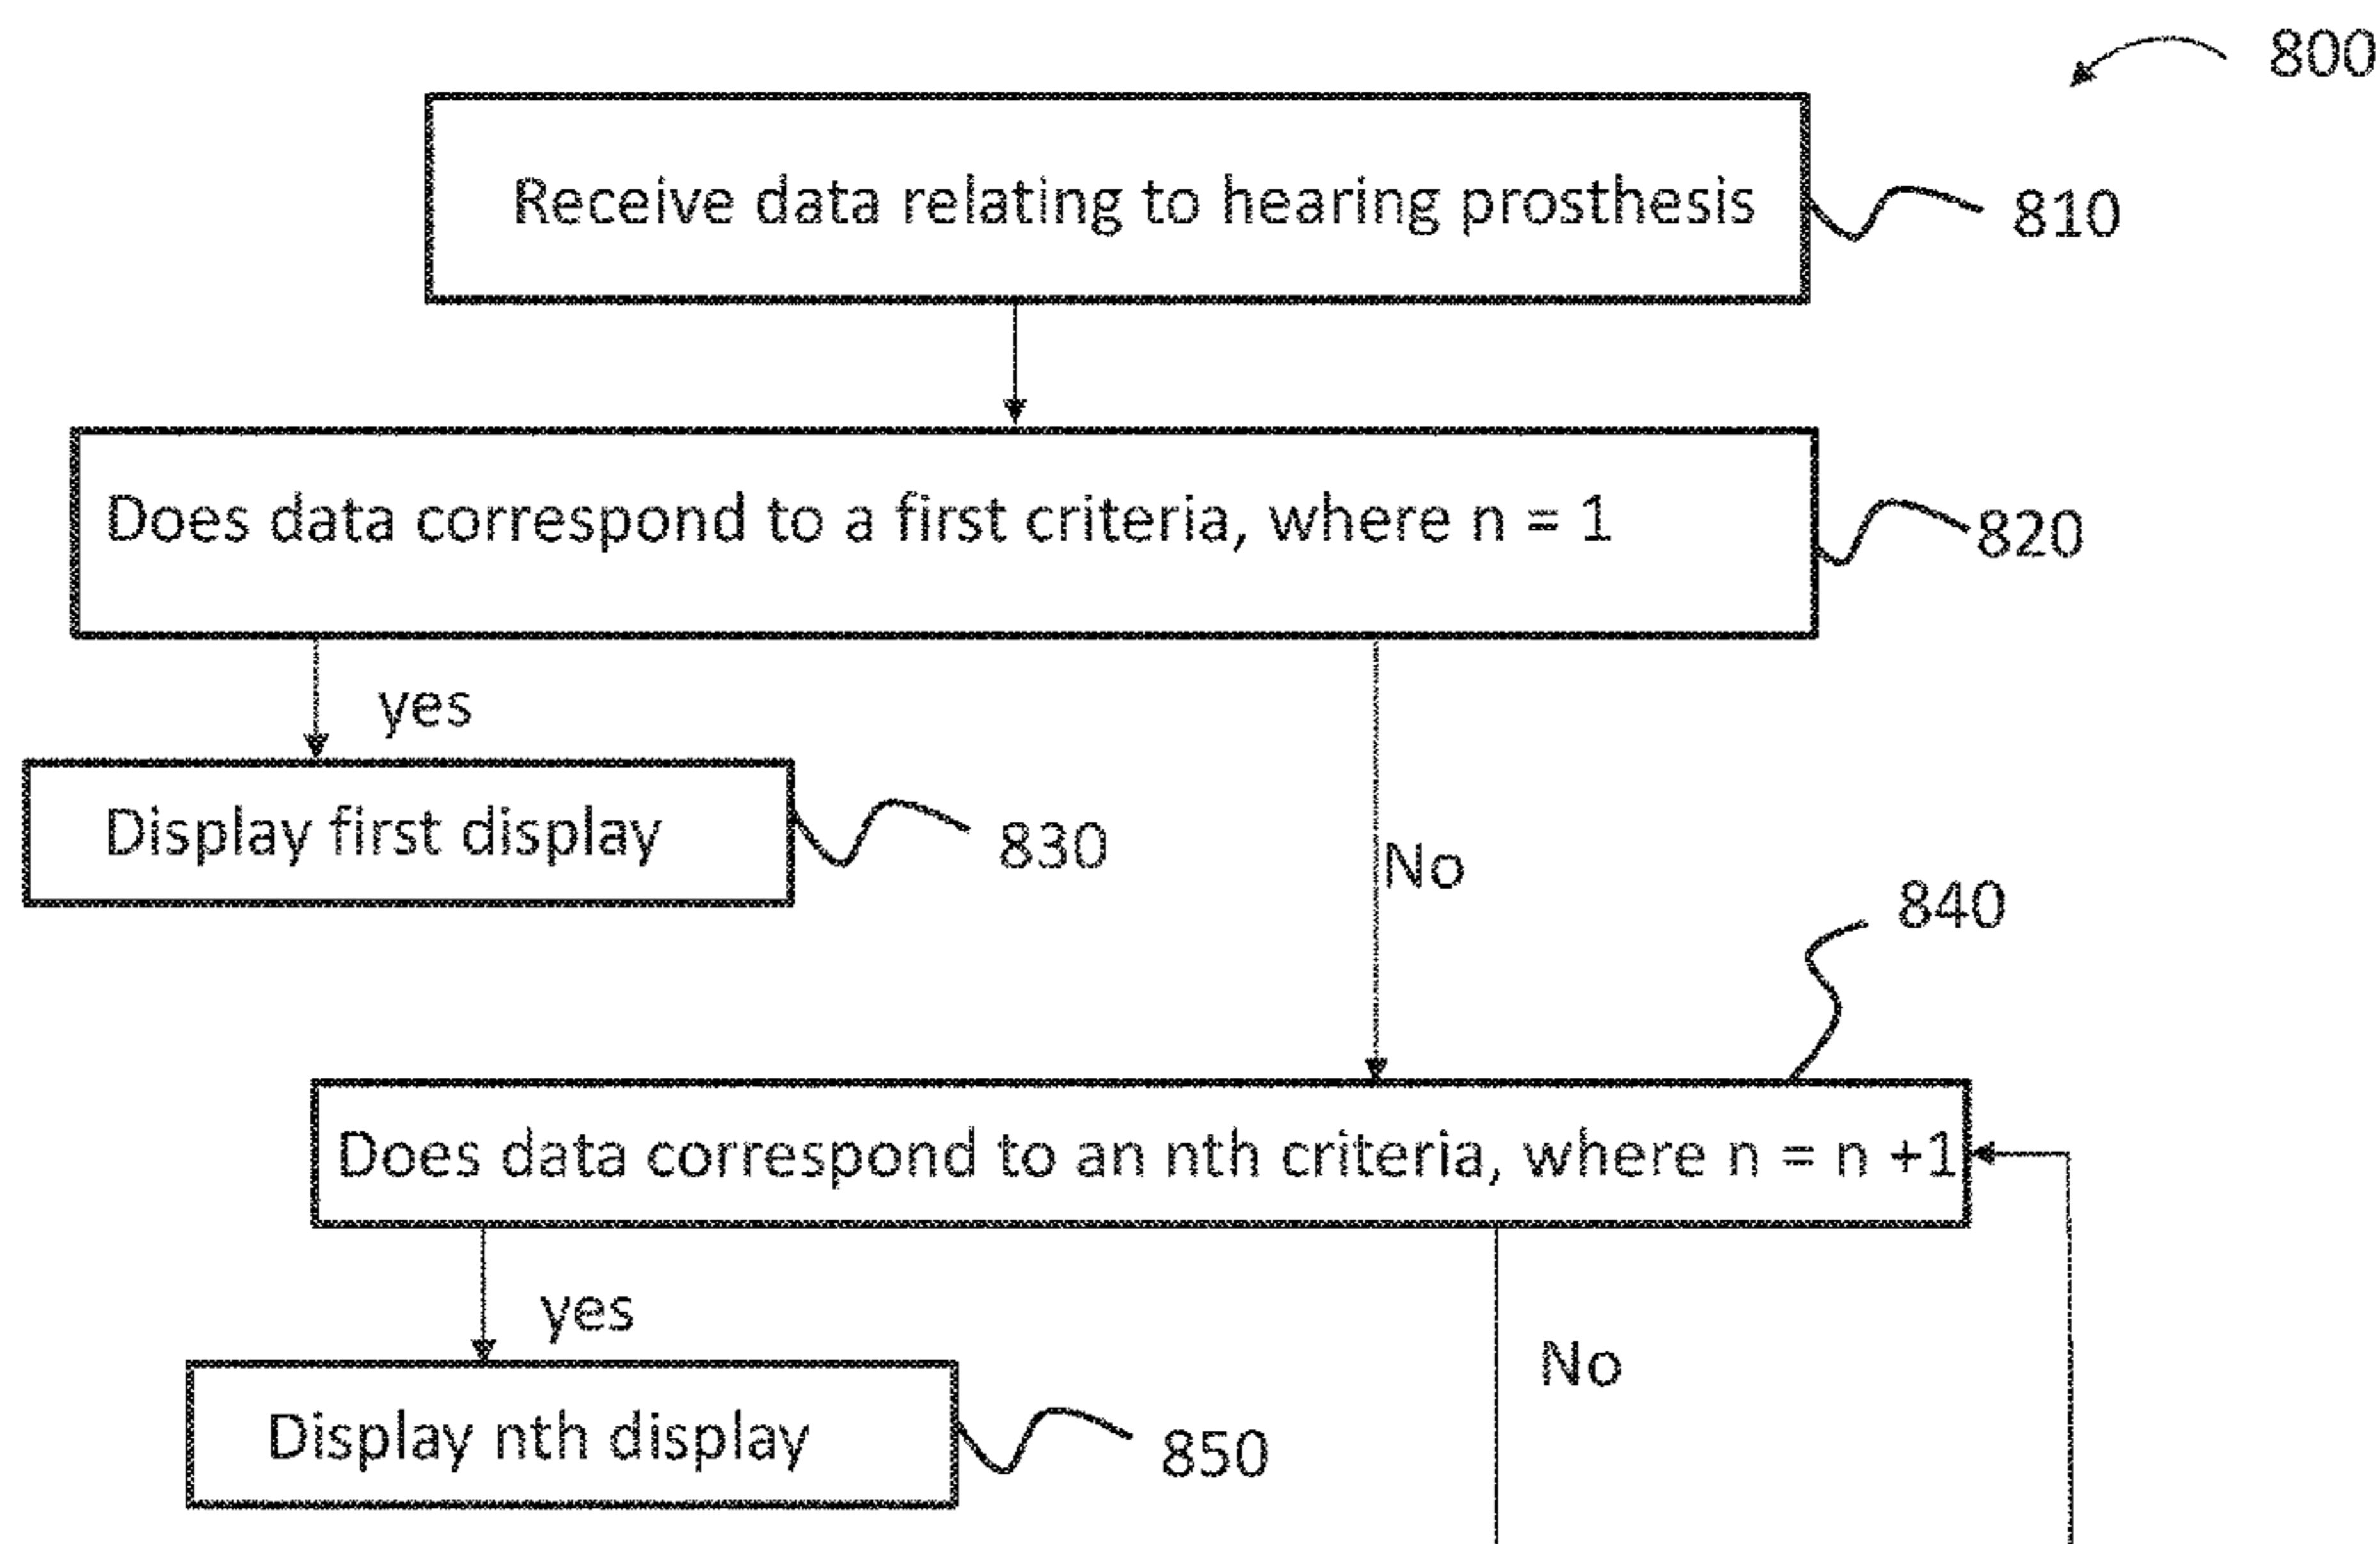 800
Receive data relating to hearing prosthesis
810
Does data correspond to a first criteria, where n = 1
820
yes
Display first display
830
No
840
Does data correspond to an nth criteria, where n = n +1
yes
No
Display nth display
850